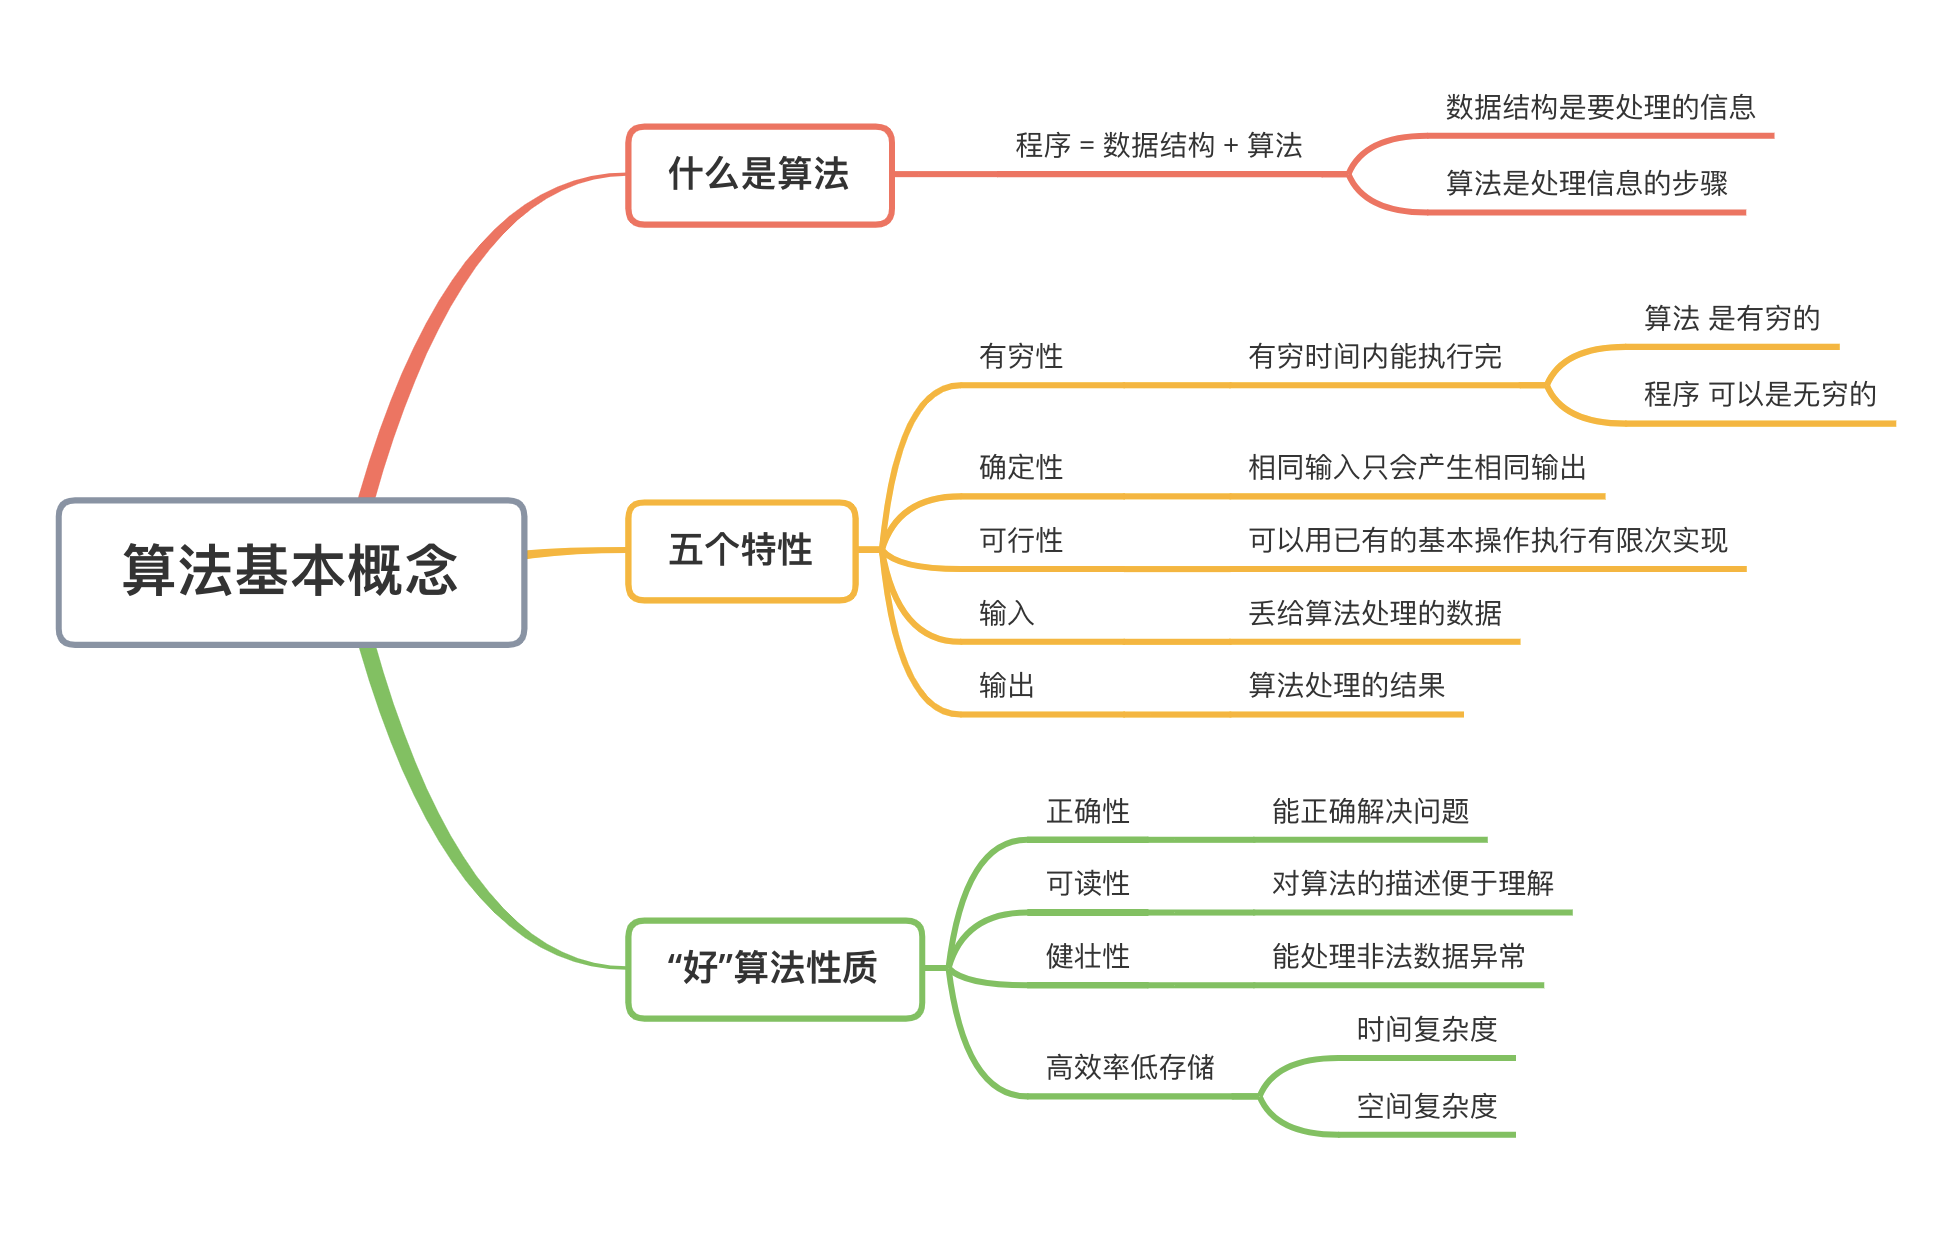 算法基本概念
什么是算法
程序 = 数据结构 + 算法
数据结构是要处理的信息
算法是处理信息的步骤
五个特性
有穷性
有穷时间内能执行完
算法 是有穷的
程序 可以是无穷的
确定性
相同输入只会产生相同输出
可行性
可以用已有的基本操作执行有限次实现
输入
丢给算法处理的数据
输出
算法处理的结果
“好”算法性质
正确性
能正确解决问题
可读性
对算法的描述便于理解
健壮性
能处理非法数据异常
高效率低存储
时间复杂度
空间复杂度